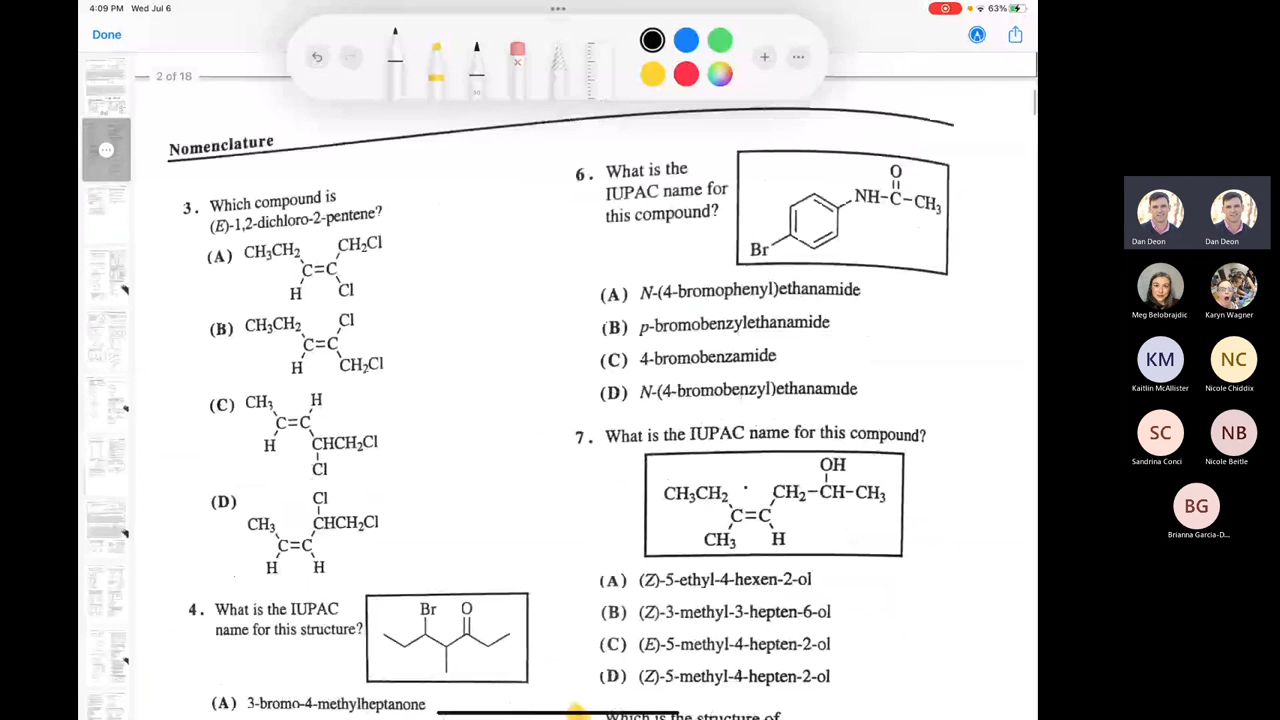 4:09 PM Wed Jul 6
63%
Done
2 of 18
Nomenclature
3. Which compound is
(E)-1,2-dichloro-2-pentene?
(A) CH3CH2 CH2Cl
C=C
H Cl
(B) CH3CH2 Cl
C=C
H CH2Cl
(C) CH3 H
C=C
H CHCH2Cl
Cl
(D) Cl
CH3 CHCH2Cl
C=C
H H
4. What is the IUPAC
name for this structure?
Br O
(A) 3-bromo-4-methylheptanone
6. What is the
IUPAC name for
this compound?
O
NH-C-CH3
Br
(A) N-(4-bromophenyl)ethanamide
(B) p-bromobenzylethanamide
(C) 4-bromobenzamide
(D) N-(4-bromobenzyl)ethanamide
7. What is the IUPAC name for this compound?
OH
CH3CH2 CH2-CH-CH3
C=C
CH3 H
(A) (Z)-5-ethyl-4-hexen-2-ol
(B) (Z)-3-methyl-3-hepten-6-ol
(C) (E)-5-methyl-4-hepten-2-ol
(D) (Z)-5-methyl-4-hepten-2-ol
Which is the structure of
Dan Deon
Dan Deon
Meg Belobrajdic
Karyn Wagner
KM
Kaitlin McAllister
NC
Nicole Chiddix
SC
Sandrina Conci
NB
Nicole Beitle
BG
Brianna Garcia-D...